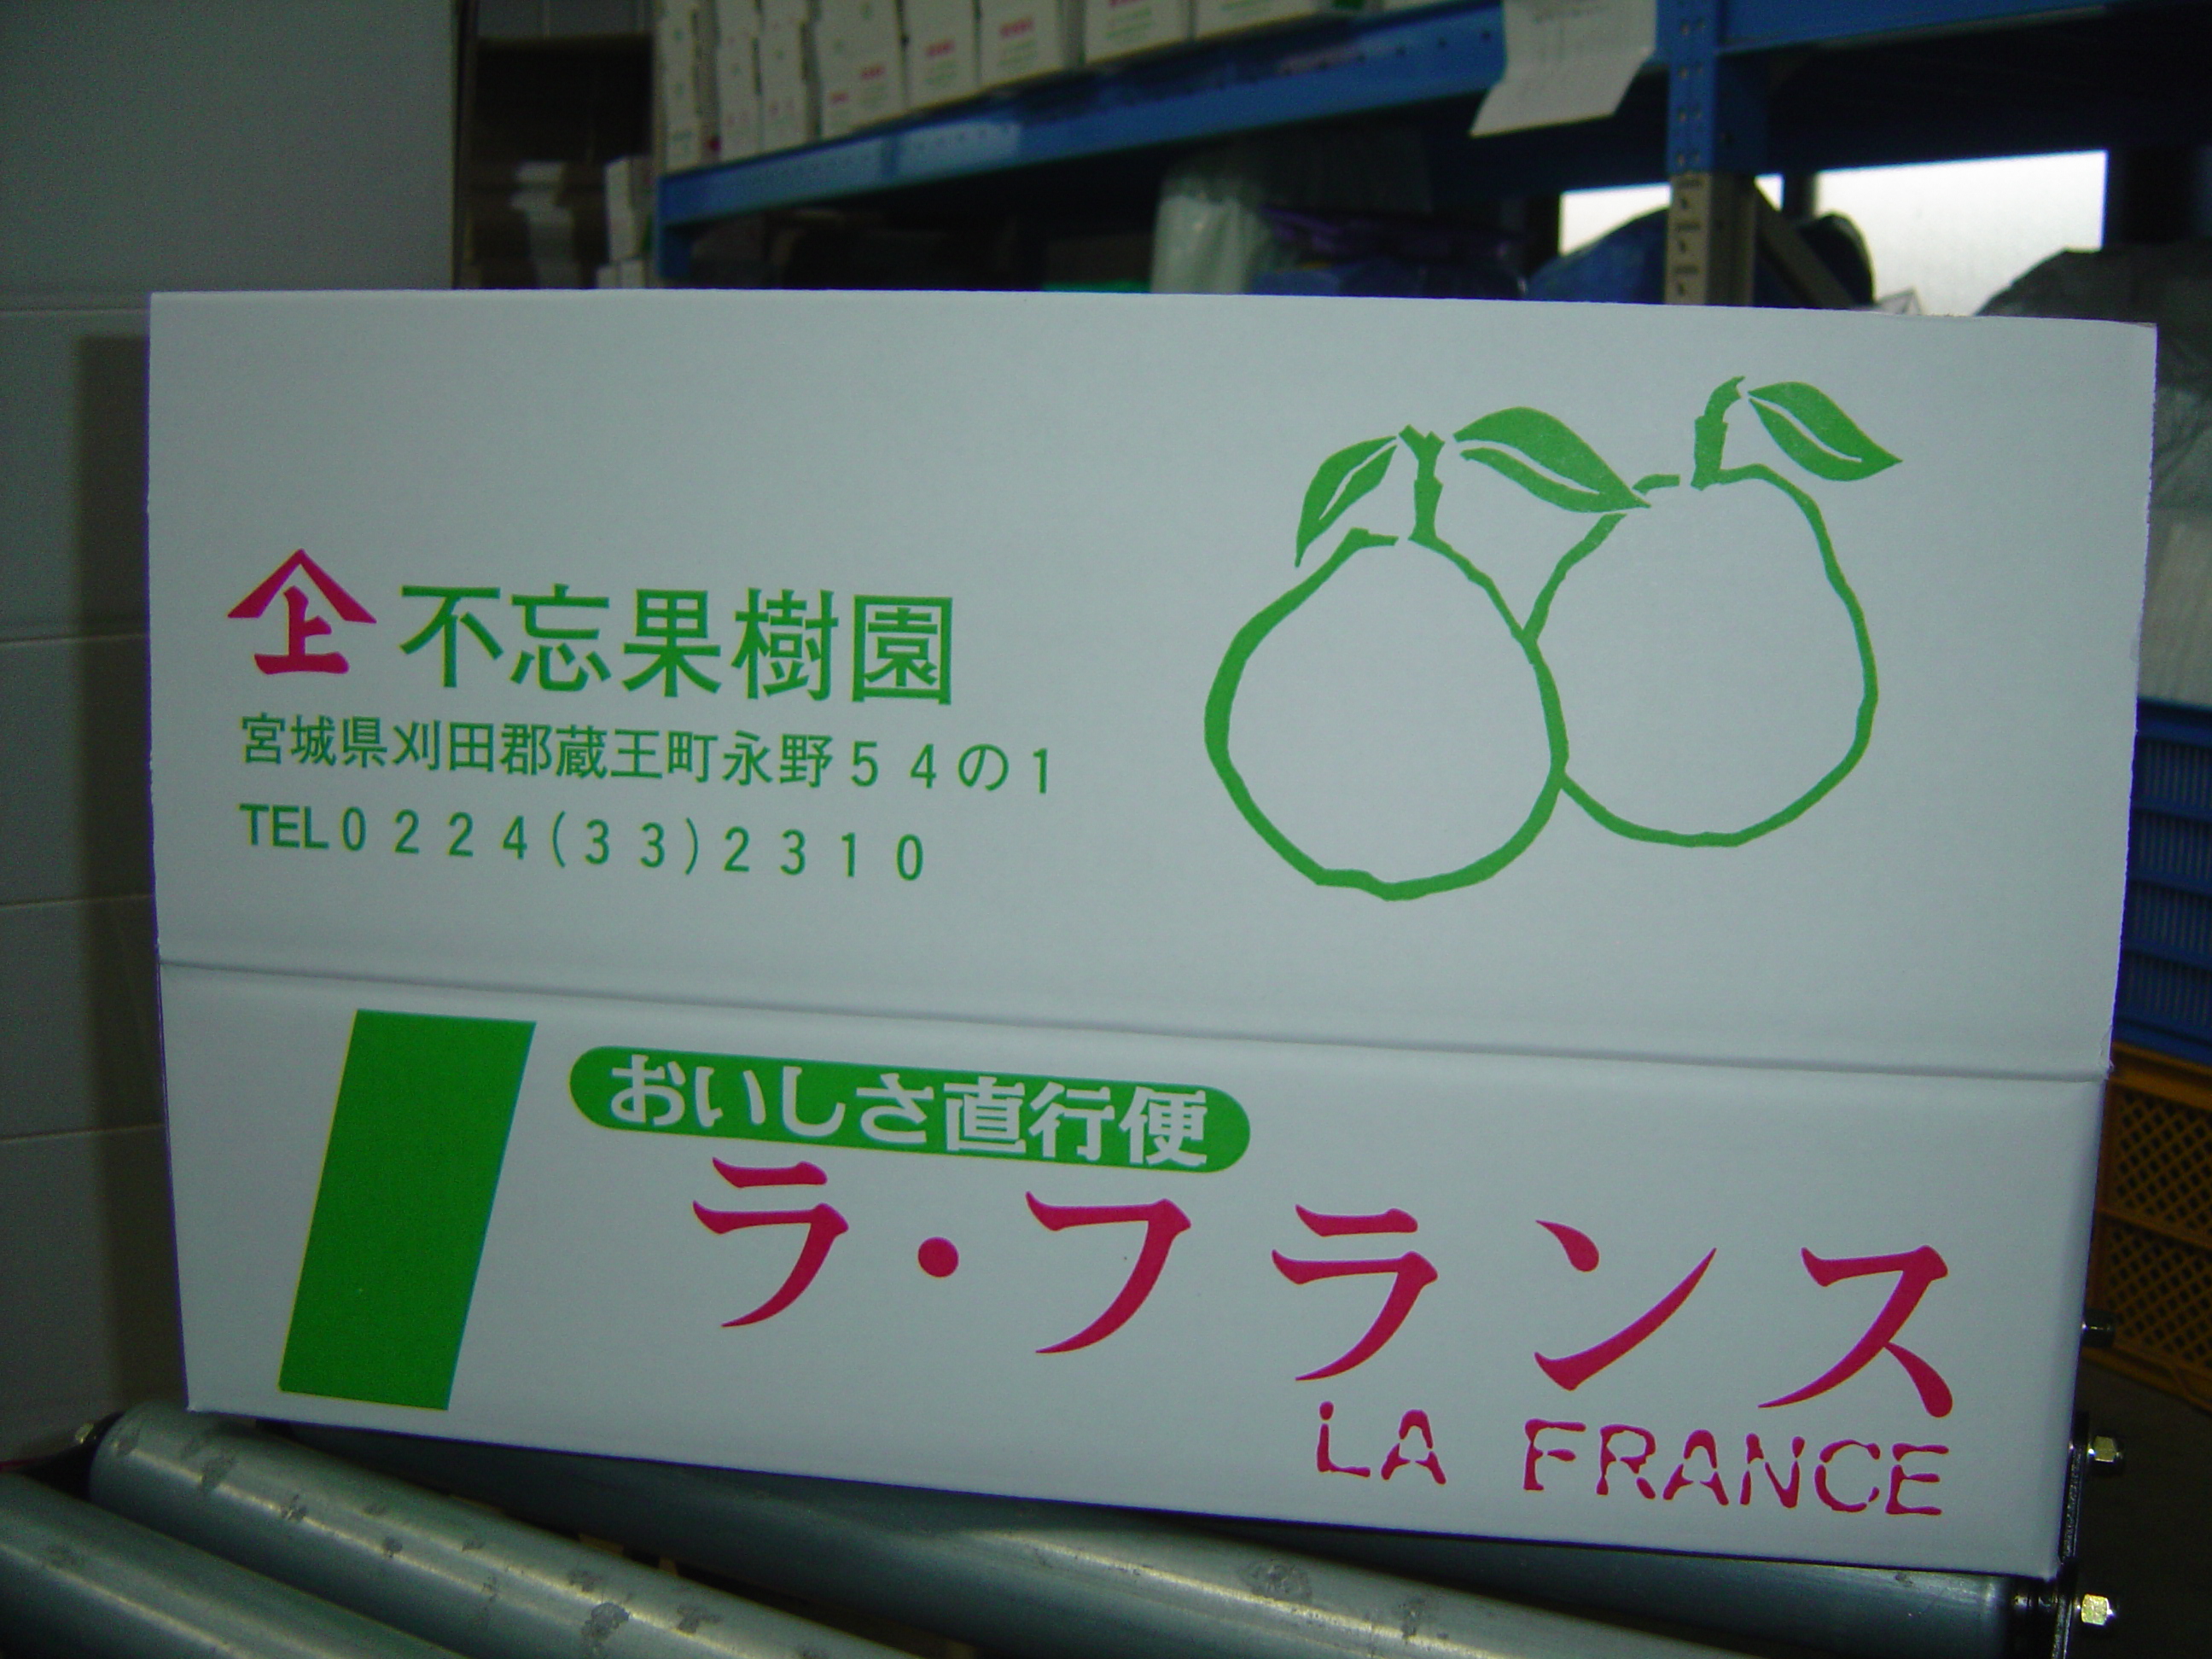 上 不忘果樹園
宮城県刈田郡蔵王町永野54の1
TEL0224(33)2310
おいしさ直行便
ラ・フランス
LA FRANCE